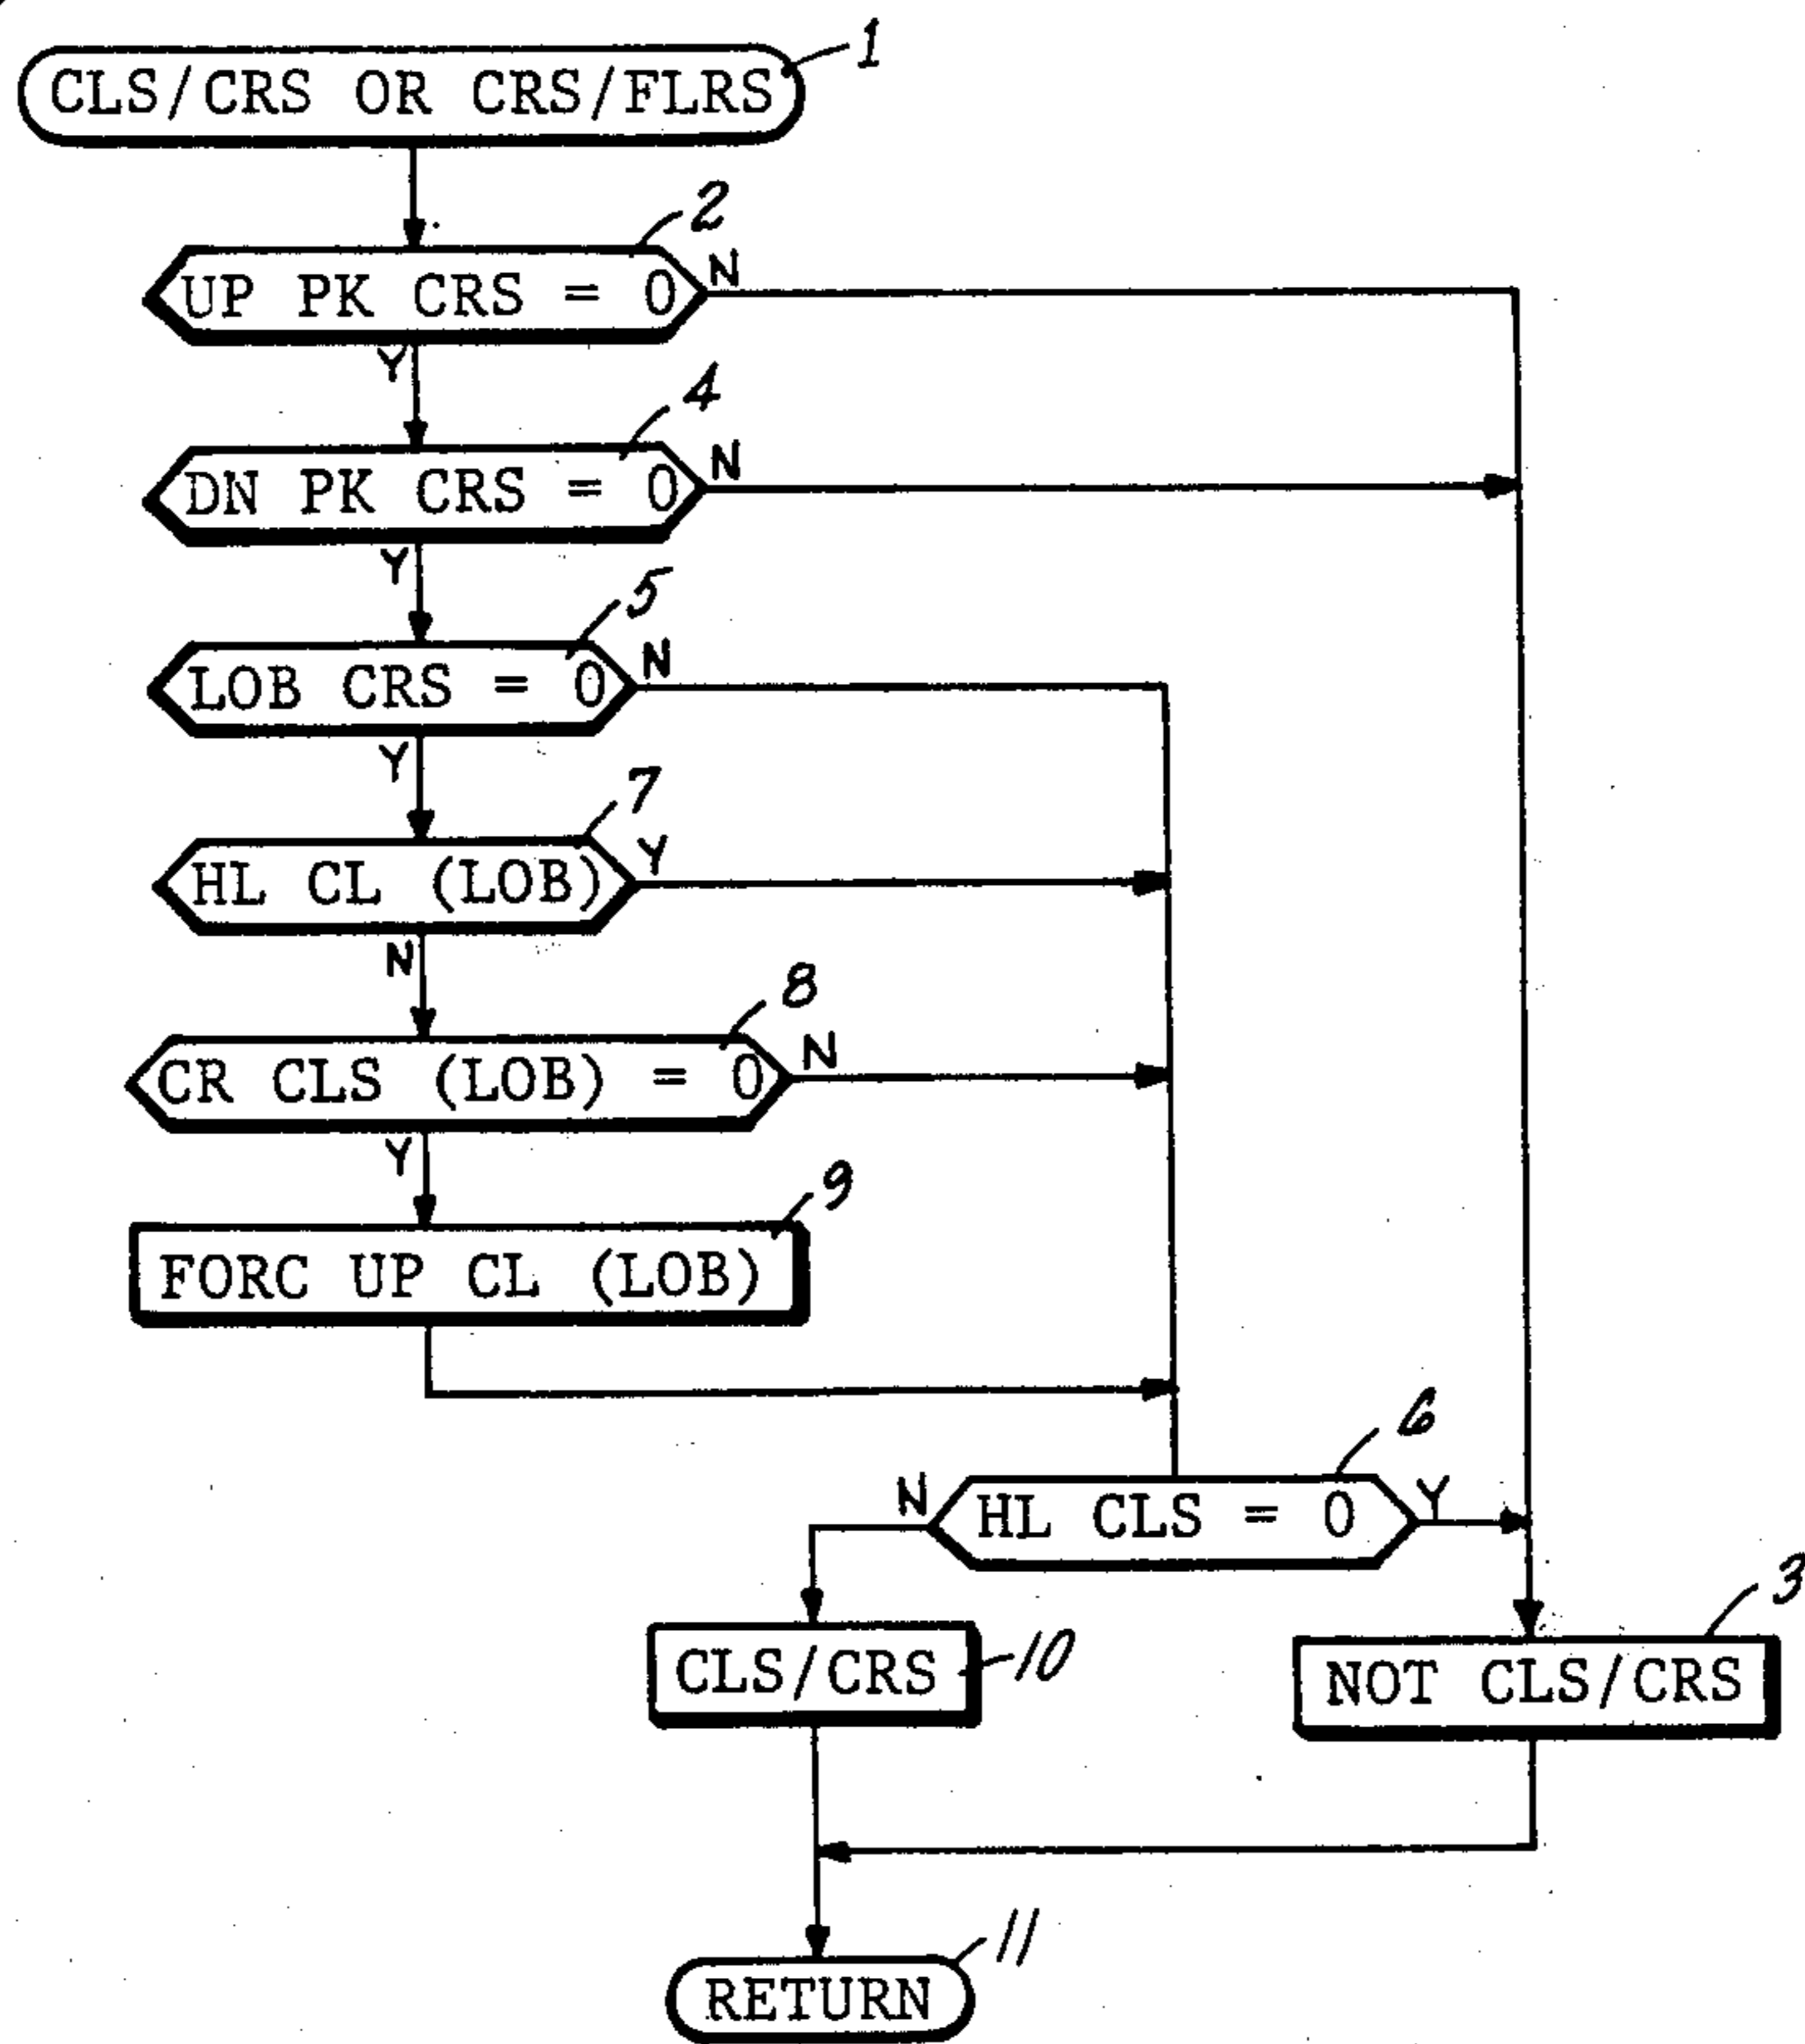 1
CLS/CRS OR CRS/FLRS
2
UP PK CRS = 0
N
Y
4
DN PK CRS = 0
N
Y
5
LOB CRS = 0
N
Y
7
HL CL (LOB)
Y
N
8
CR CLS (LOB) = 0
N
Y
9
FORC UP CL (LOB)
6
N
HL CLS = 0
Y
3
CLS/CRS
10
NOT CLS/CRS
11
RETURN